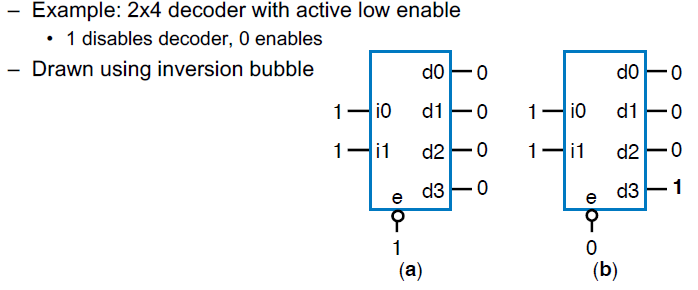 – Example: 2x4 decoder with active low enable
• 1 disables decoder, 0 enables
– Drawn using inversion bubble
d0 0
1 i0 d1 0
1 i1 d2 0
e d3 0
1
(a)
d0 0
1 i0 d1 0
1 i1 d2 0
e d3 1
0
(b)